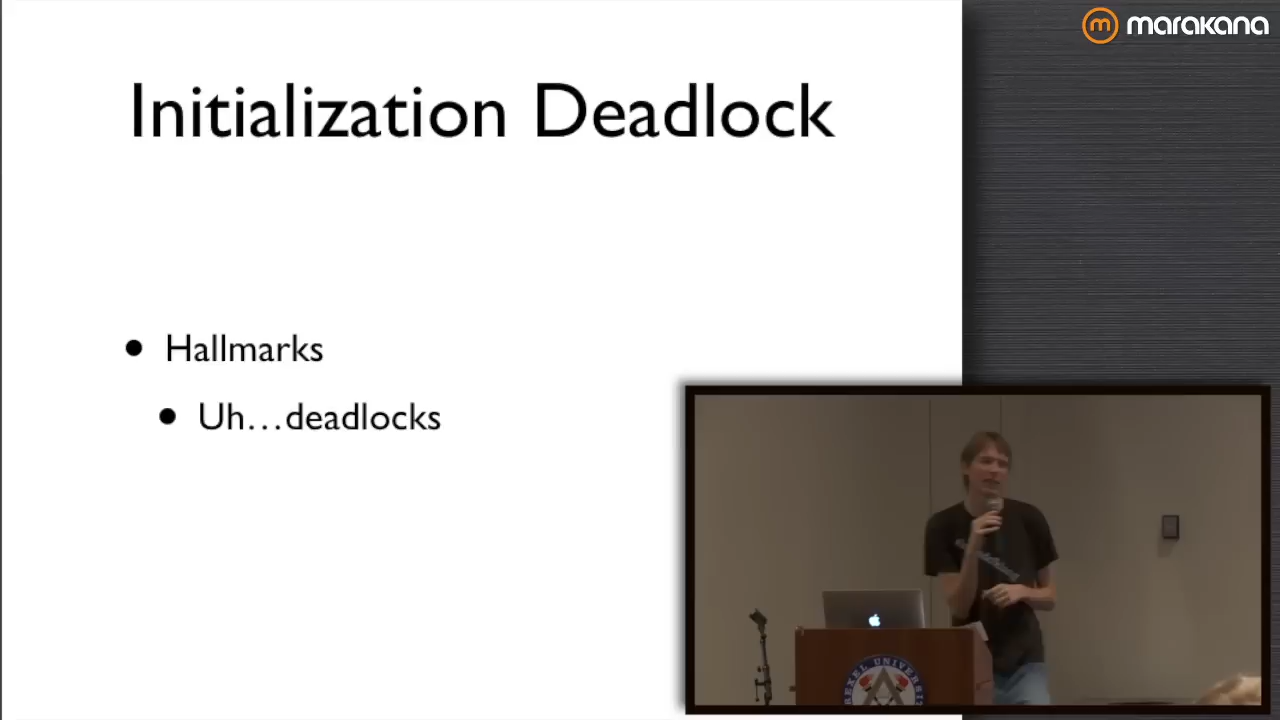 marakana
Initialization Deadlock
• Hallmarks
• Uh...deadlocks